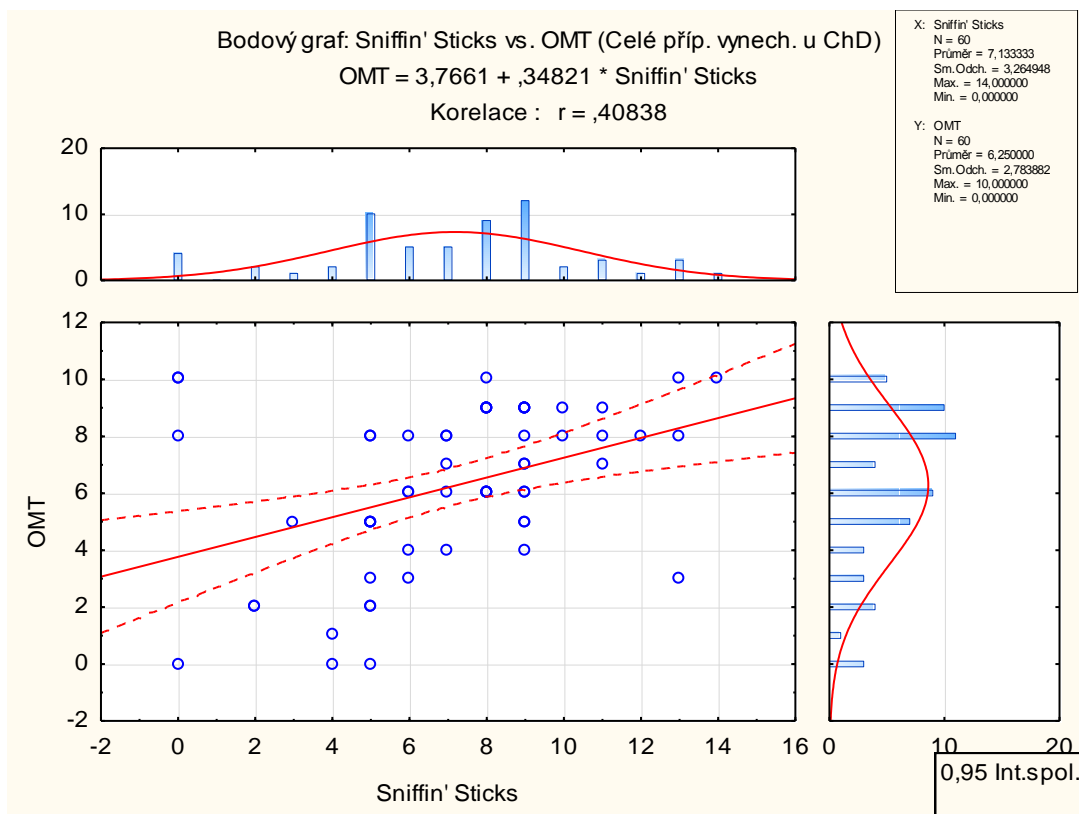 Bodový graf: Sniffin' Sticks vs. OMT (Celé příp. vynech. u ChD)
OMT = 3,7661 + ,34821 * Sniffin' Sticks
Korelace : r = ,40838
X: Sniffin' Sticks
N = 60
Průměr = 7,133333
Sm.Odch. = 3,264948
Max. = 14,000000
Min. = 0,000000
Y: OMT
N = 60
Průměr = 6,250000
Sm.Odch. = 2,783882
Max. = 10,000000
Min. = 0,000000
20
10
0
12
10
8
6
4
2
0
-2
OMT
-2 0 2 4 6 8 10 12 14 16
Sniffin' Sticks
0 10 20
0,95 Int.spol.